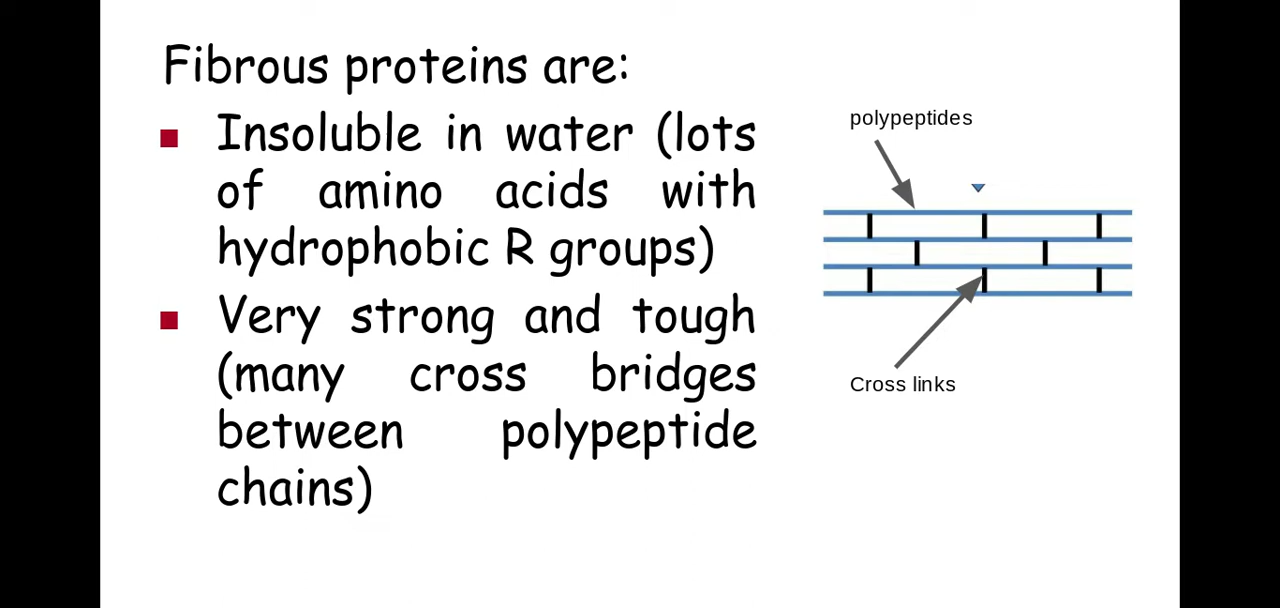 Fibrous proteins are:
Insoluble in water (lots
of amino acids with
hydrophobic R groups)
Very strong and tough
(many cross bridges
between polypeptide
chains)
polypeptides
Cross links